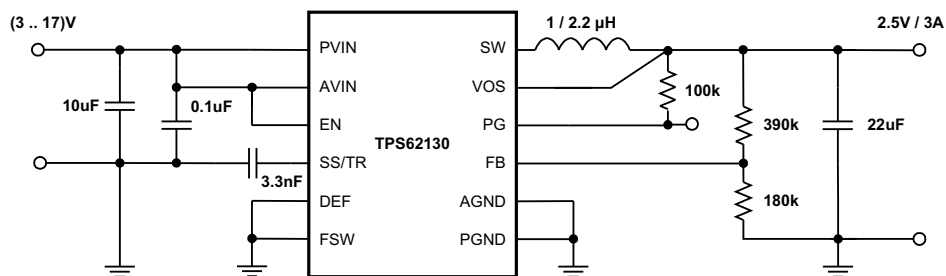 (3 .. 17)V
1 / 2.2 µH
2.5V / 3A
PVIN
SW
AVIN
VOS
10uF
0.1uF
100k
EN
PG
390k
22uF
TPS62130
SS/TR
FB
3.3nF
180k
DEF
AGND
FSW
PGND